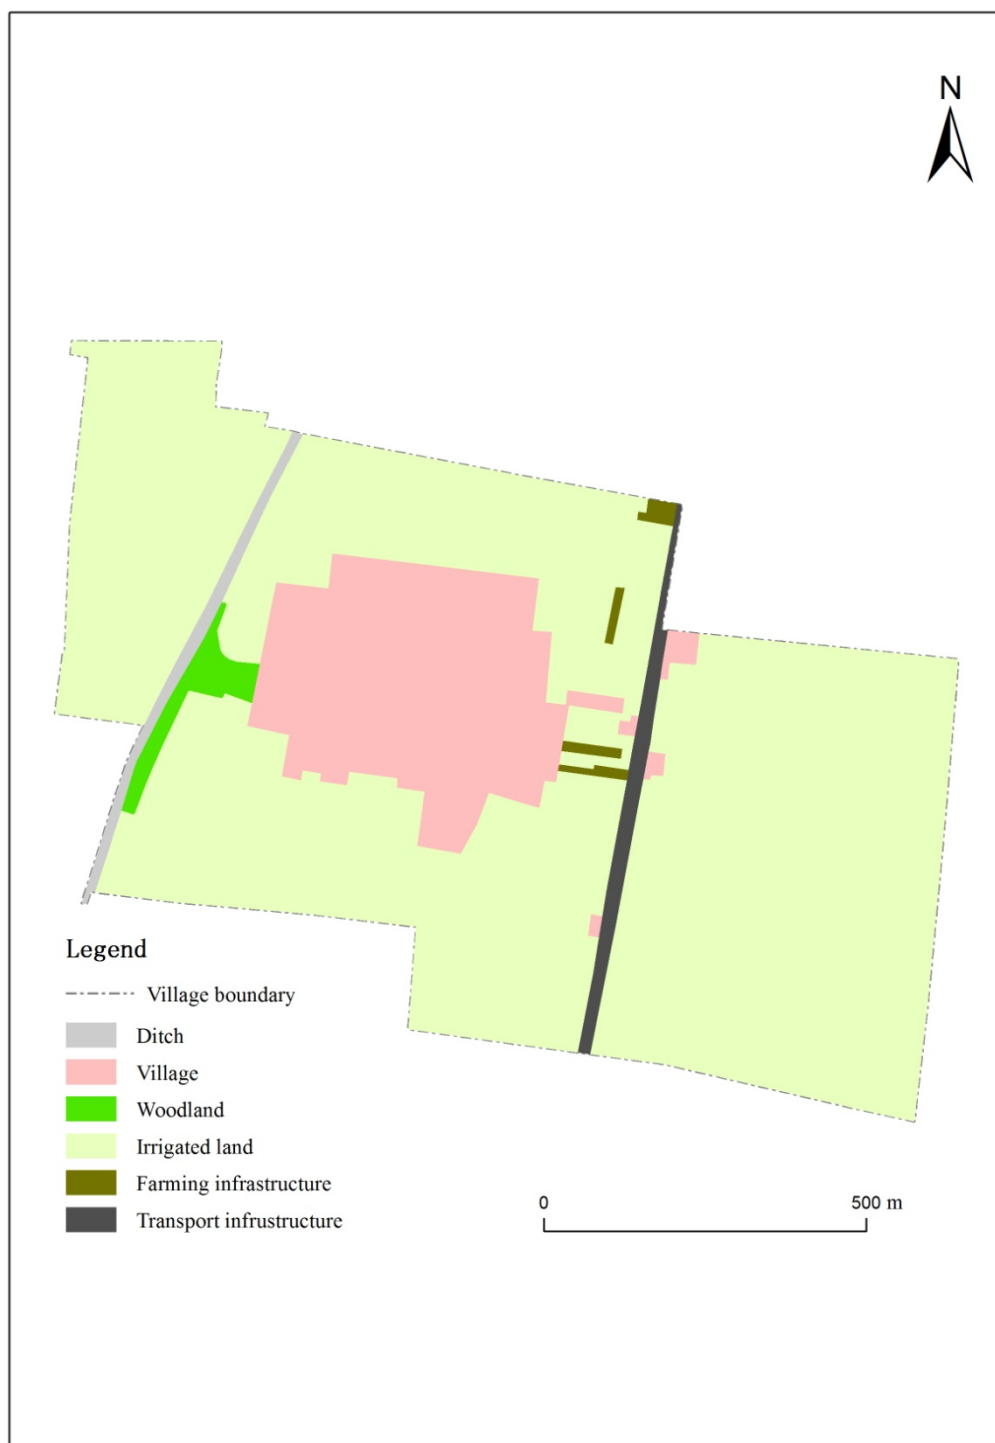 N
Legend
Village boundary
Ditch
Village
Woodland
Irrigated land
Farming infrastructure
Transport infrustructure
0 500 m